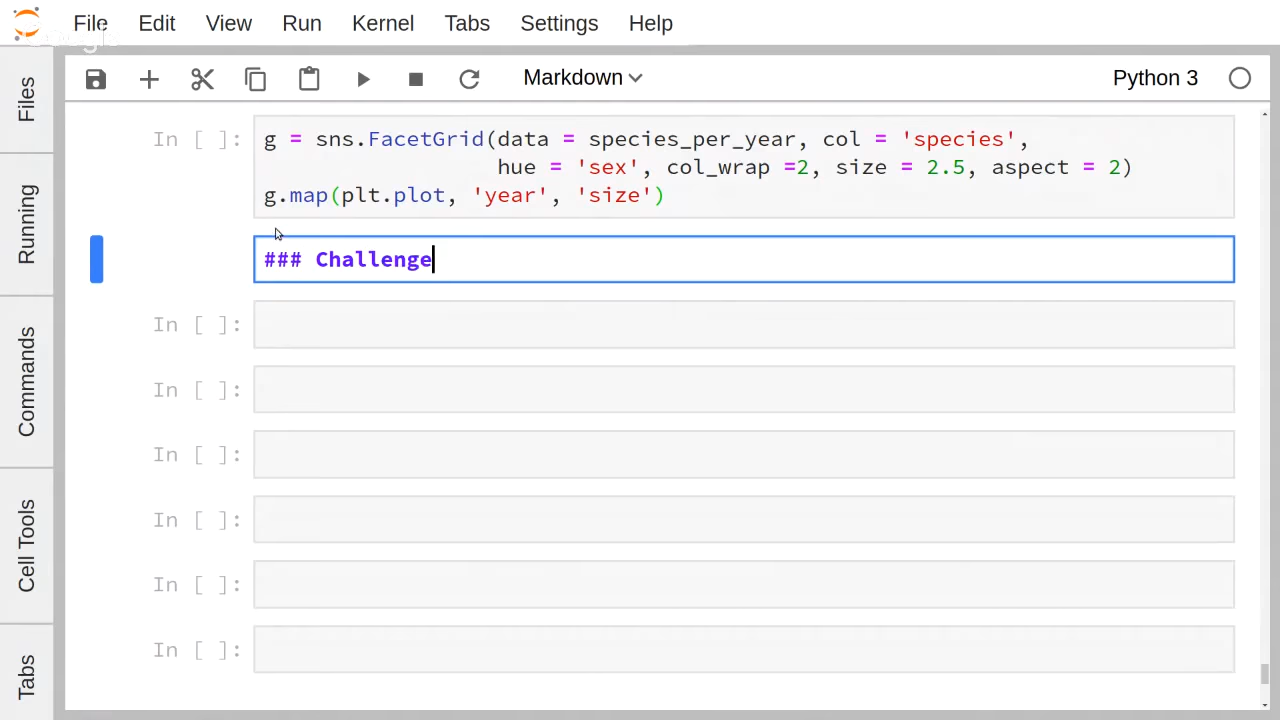 File Edit View Run Kernel Tabs Settings Help
Google
Markdown Python 3
Files
Running
Commands
Cell Tools
Tabs
In [ ]: g = sns.FacetGrid(data = species_per_year, col = 'species',
hue = 'sex', col_wrap =2, size = 2.5, aspect = 2)
g.map(plt.plot, 'year', 'size')
### Challenge
In [ ]:
In [ ]:
In [ ]:
In [ ]:
In [ ]:
In [ ]: